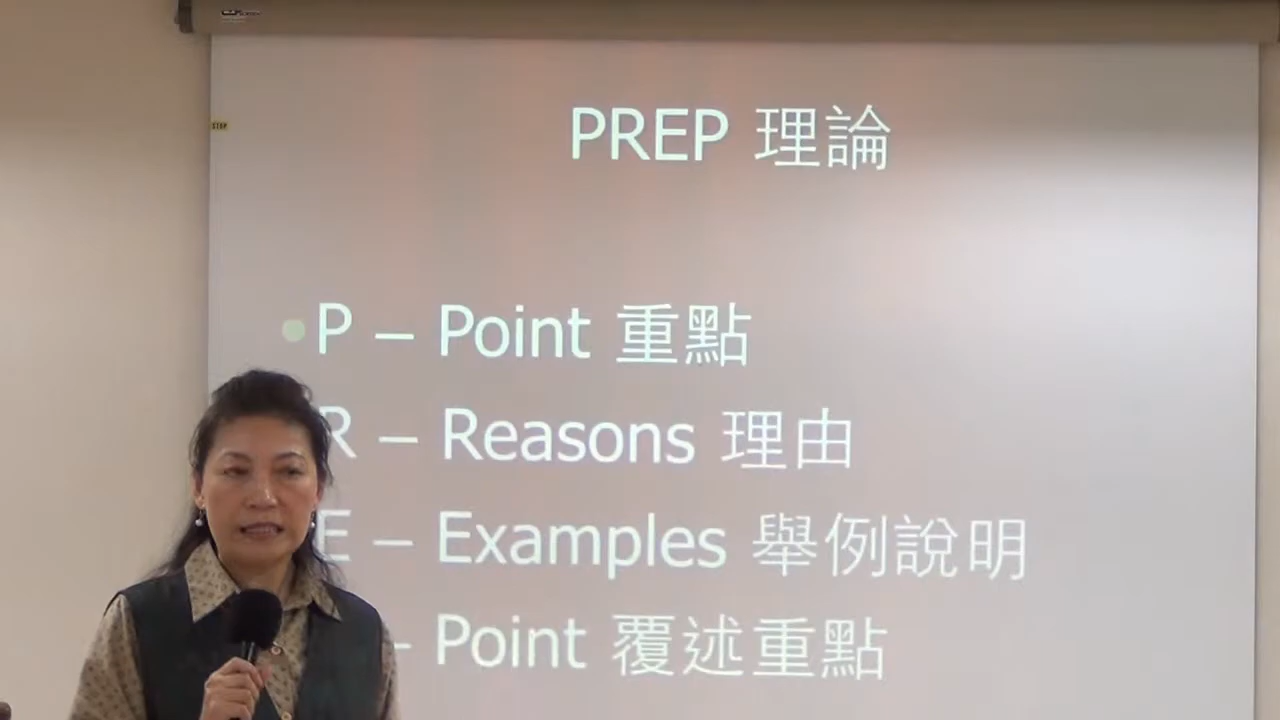 STOP
PREP 理論
P – Point 重點
R – Reasons 理由
E – Examples 舉例說明
– Point 覆述重點